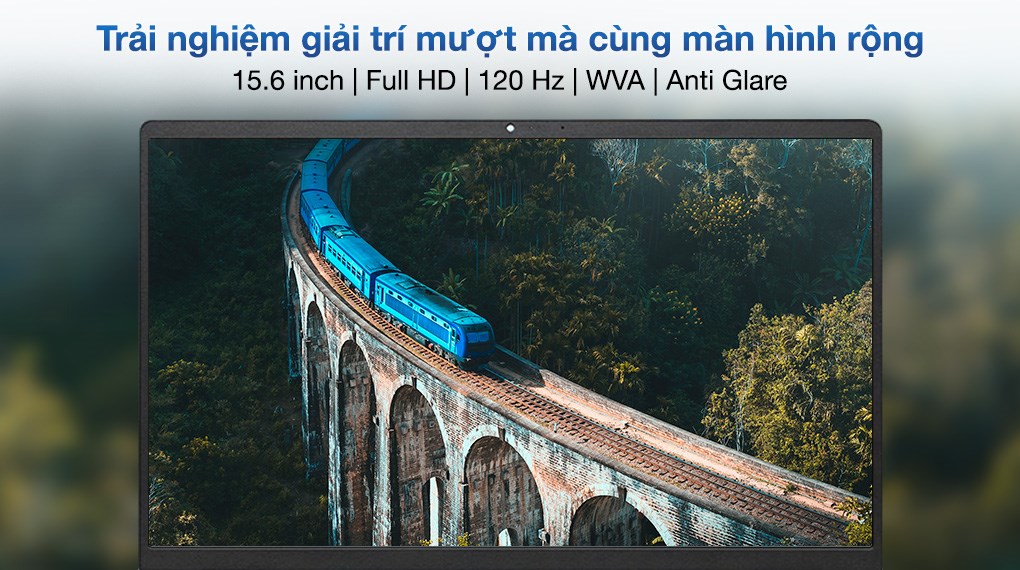 Trải nghiệm giải trí mượt mà cùng màn hình rộng
15.6 inch | Full HD | 120 Hz | WVA | Anti Glare